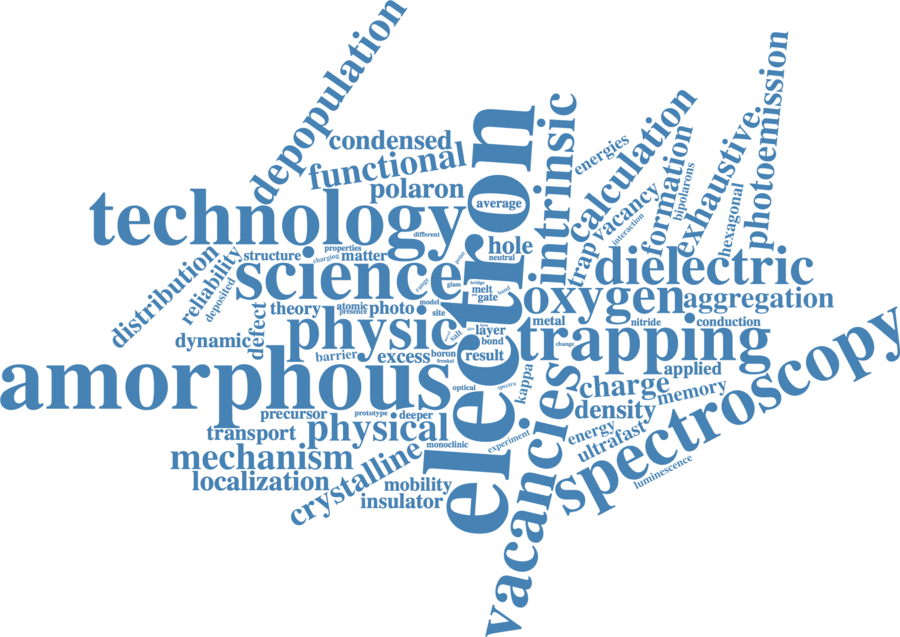 depopulation
condensed
functional
polaron
technology
average
electron
intrinsic
energies
calculation
vacancy
formation
bipolarons
interaction
exhaustive
hexagonal
photoemission
different
hole
neutral
trap
dielectric
distribution
reliability
deposited
structure
properties
charging
matter
science
range
glass
bridge
melt
gate
band
oxygen
aggregation
theory
atomic
presence
photo
model
site
dynamic
defect
physic
salt
layer
bond
metal
nitride
conduction
change
trapping
barrier
excess
boron
frenkel
result
amorphous
optical
spectra
kappa
applied
charge
memory
density
precursor
prototype
deeper
transport
physical
monoclinic
experiment
energy
ultrafast
spectroscopy
luminescence
mechanism
crystalline
localization
mobility
insulator
vacancies